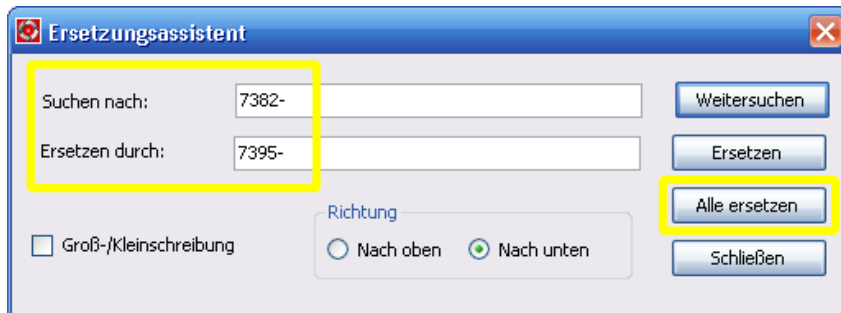 Ersetzungsassistent
Suchen nach: 7382-
Weitersuchen
Ersetzen durch: 7395-
Ersetzen
Alle ersetzen
Richtung
Groß-/Kleinschreibung
Nach oben Nach unten
Schließen